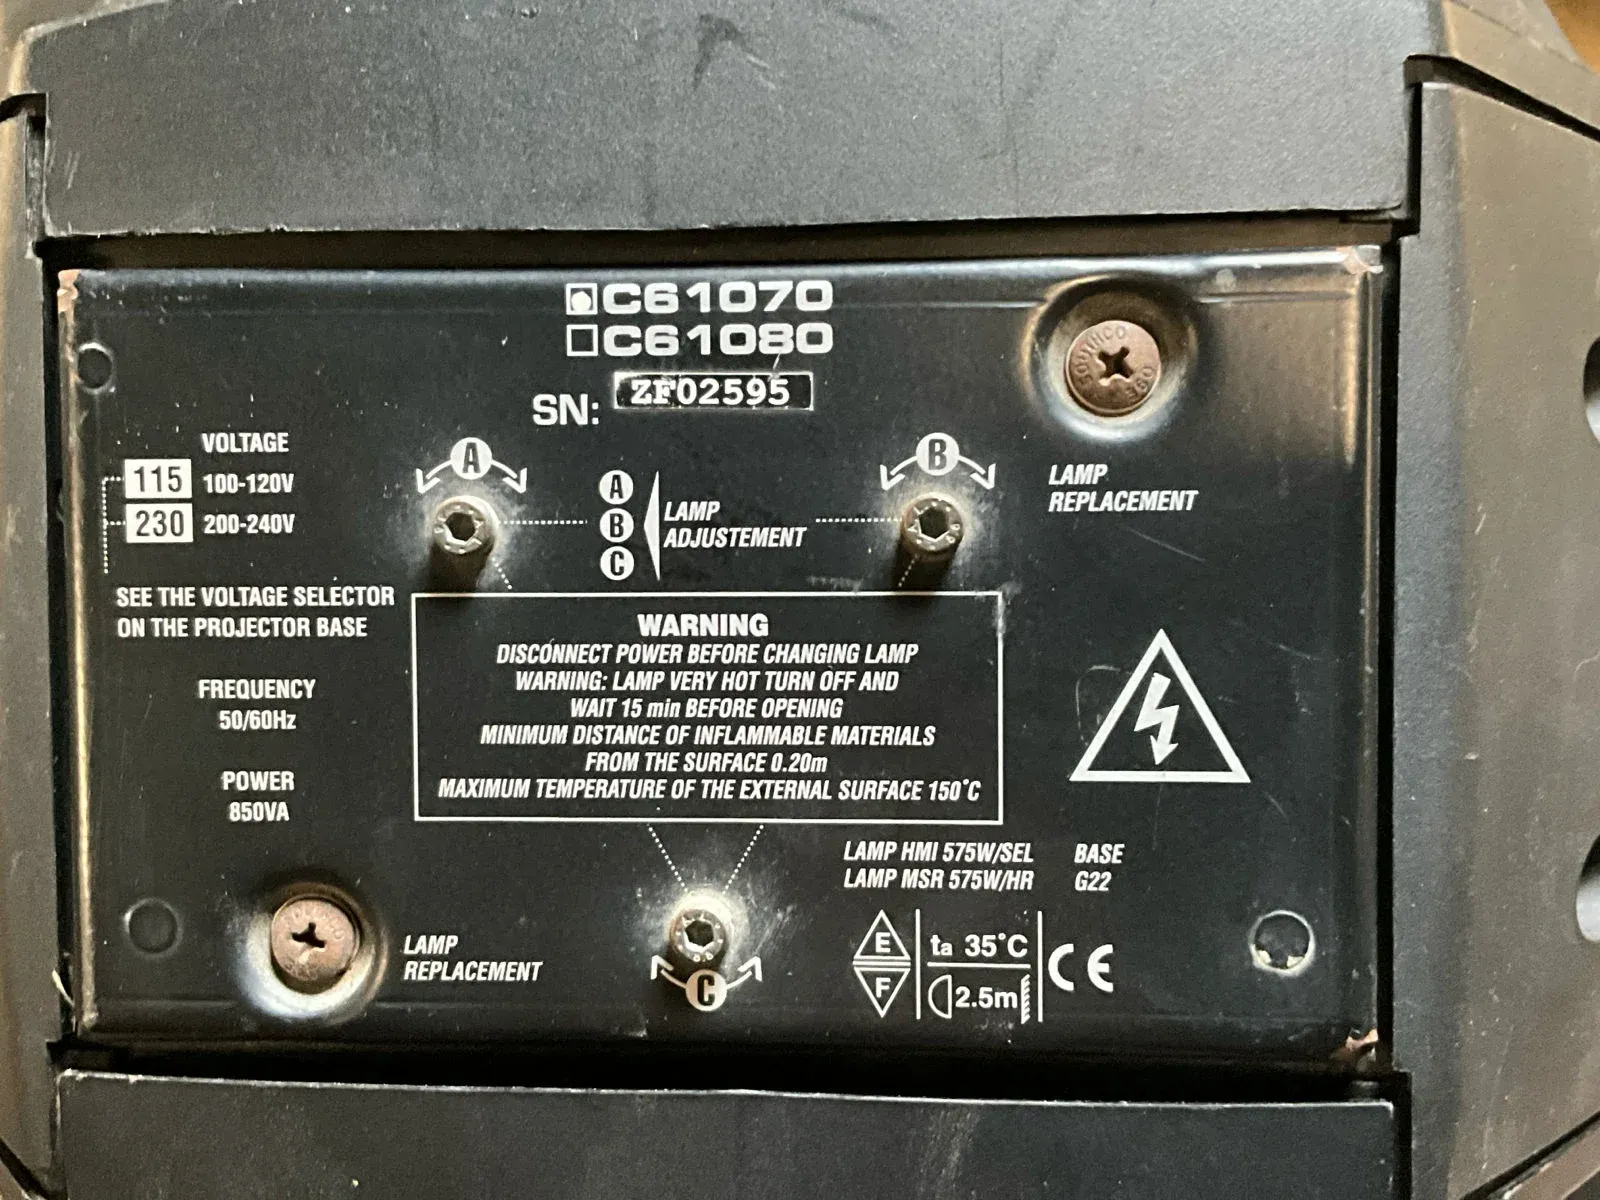 C61070
C61080
SN: ZF02595
VOLTAGE
115 100-120V
230 200-240V
SEE THE VOLTAGE SELECTOR
ON THE PROJECTOR BASE
FREQUENCY
50/60Hz
POWER
850VA
A
A
B
C
LAMP
ADJUSTEMENT
B
LAMP
REPLACEMENT
WARNING
DISCONNECT POWER BEFORE CHANGING LAMP
WARNING: LAMP VERY HOT TURN OFF AND
WAIT 15 min BEFORE OPENING
MINIMUM DISTANCE OF INFLAMMABLE MATERIALS
FROM THE SURFACE 0.20m
MAXIMUM TEMPERATURE OF THE EXTERNAL SURFACE 150°C
LAMP
REPLACEMENT
C
LAMP HMI 575W/SEL BASE
LAMP MSR 575W/HR G22
E
F
ta 35°C
2.5m
CE